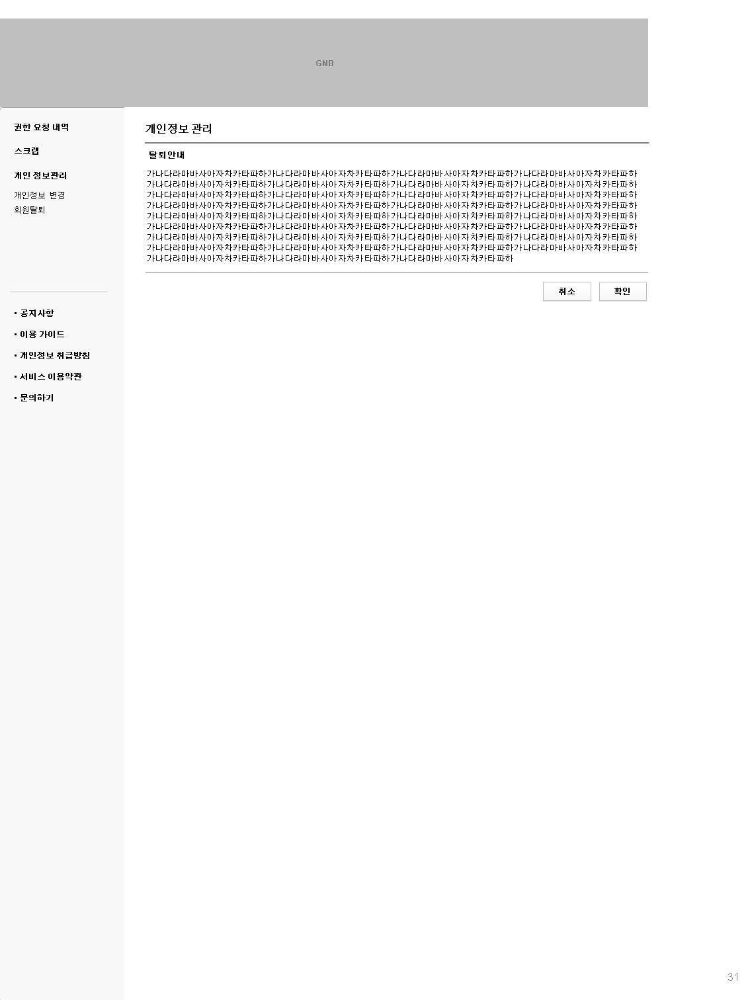 GNB
권한 요청 내역
스크랩
개인 정보관리
개인정보 변경
회원탈퇴
• 공지사항
• 이용 가이드
• 개인정보 취급방침
• 서비스 이용약관
• 문의하기
개인정보 관리
탈퇴안내
가나다라마바사아자차카타파하가나다라마바사아자차카타파하가나다라마바사아자차카타파하가나다라마바사아자차카타파하
가나다라마바사아자차카타파하가나다라마바사아자차카타파하가나다라마바사아자차카타파하가나다라마바사아자차카타파하
가나다라마바사아자차카타파하가나다라마바사아자차카타파하가나다라마바사아자차카타파하가나다라마바사아자차카타파하
가나다라마바사아자차카타파하가나다라마바사아자차카타파하가나다라마바사아자차카타파하가나다라마바사아자차카타파하
가나다라마바사아자차카타파하가나다라마바사아자차카타파하가나다라마바사아자차카타파하가나다라마바사아자차카타파하
가나다라마바사아자차카타파하가나다라마바사아자차카타파하가나다라마바사아자차카타파하가나다라마바사아자차카타파하
가나다라마바사아자차카타파하가나다라마바사아자차카타파하가나다라마바사아자차카타파하가나다라마바사아자차카타파하
가나다라마바사아자차카타파하가나다라마바사아자차카타파하가나다라마바사아자차카타파하가나다라마바사아자차카타파하
가나다라마바사아자차카타파하가나다라마바사아자차카타파하가나다라마바사아자차카타파하
취소 확인
31